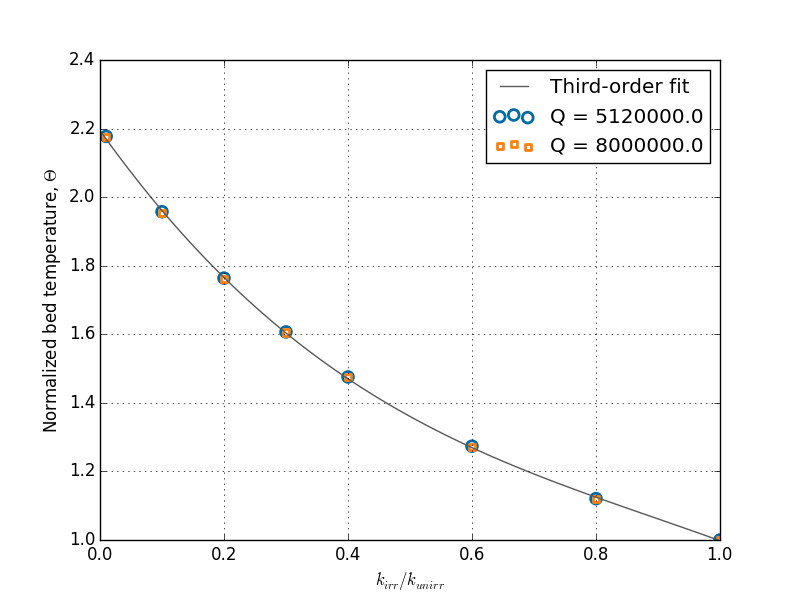 2.4
2.2
2.0
1.8
1.6
1.4
1.2
1.0
0.0 0.2 0.4 0.6 0.8 1.0
Normalized bed temperature, Θ
k_irr/k_unirr
Third-order fit
Q = 5120000.0
Q = 8000000.0